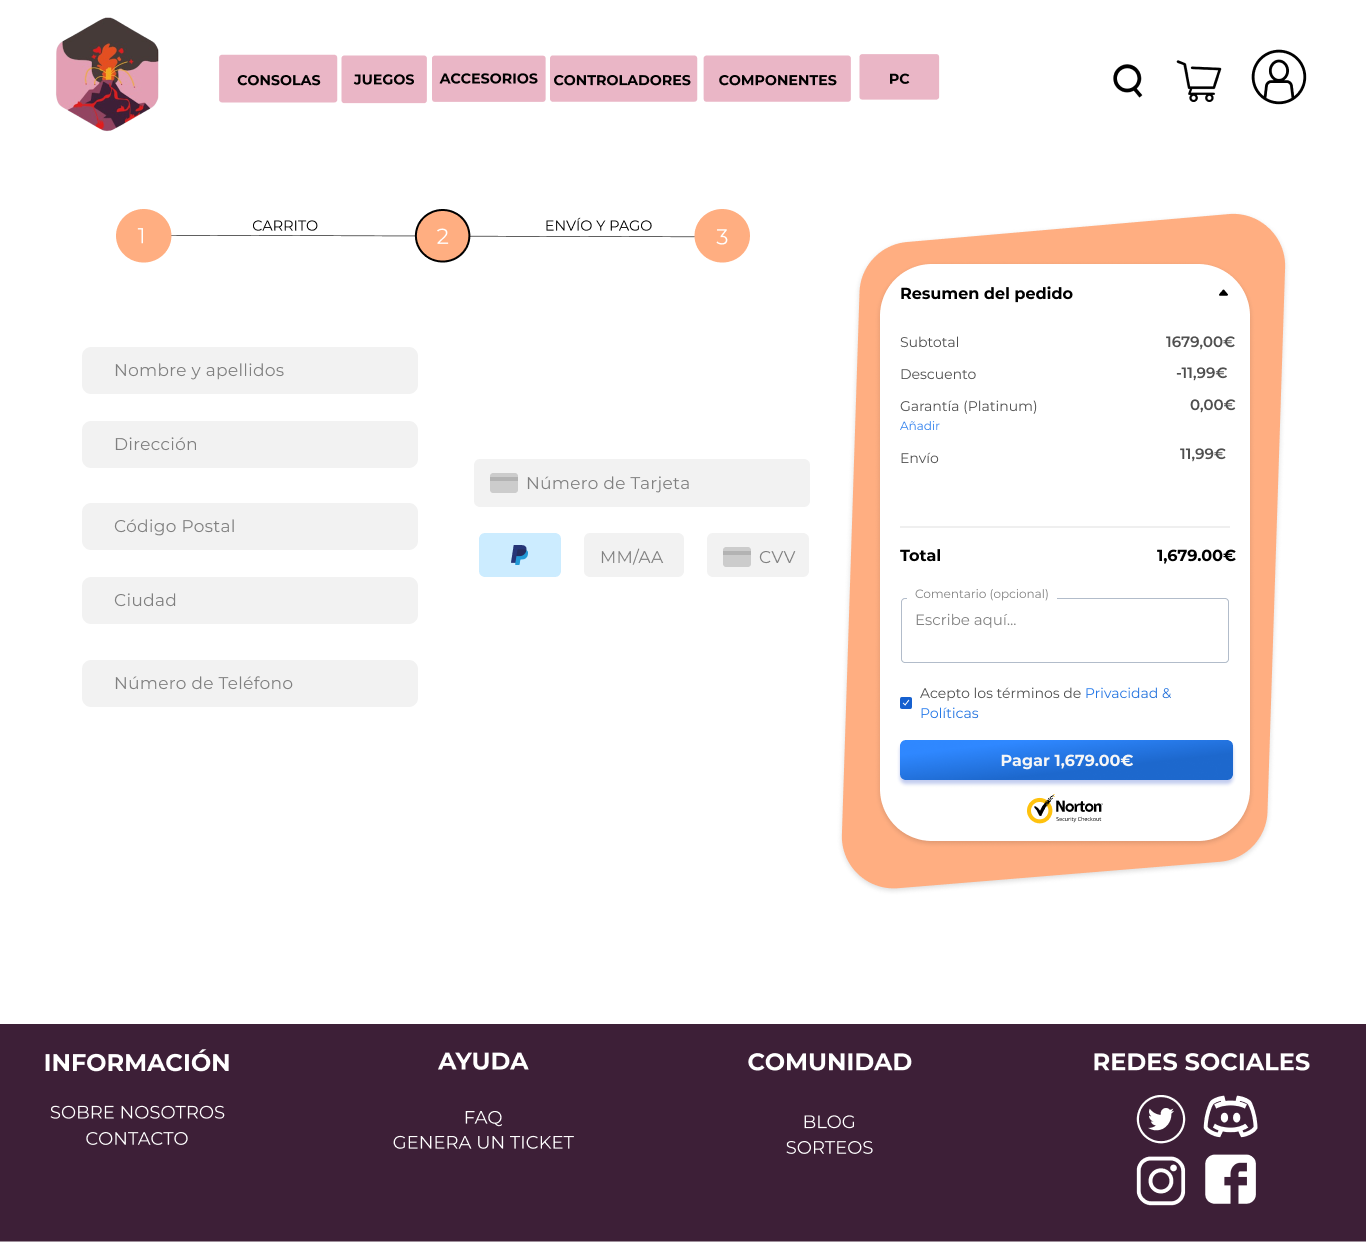 CONSOLAS
JUEGOS
ACCESORIOS
CONTROLADORES
COMPONENTES
PC
1
CARRITO
2
ENVÍO Y PAGO
3
Nombre y apellidos
Dirección
Código Postal
Ciudad
Número de Teléfono
Número de Tarjeta
MM/AA
CVV
Resumen del pedido
Subtotal 1679,00€
Descuento -11,99€
Garantía (Platinum) 0,00€
Añadir
Envío 11,99€
Total 1,679.00€
Comentario (opcional)
Escribe aquí...
Acepto los términos de Privacidad &
Políticas
Pagar 1,679.00€
Norton
Security Checkout
INFORMACIÓN
SOBRE NOSOTROS
CONTACTO
AYUDA
FAQ
GENERA UN TICKET
COMUNIDAD
BLOG
SORTEOS
REDES SOCIALES